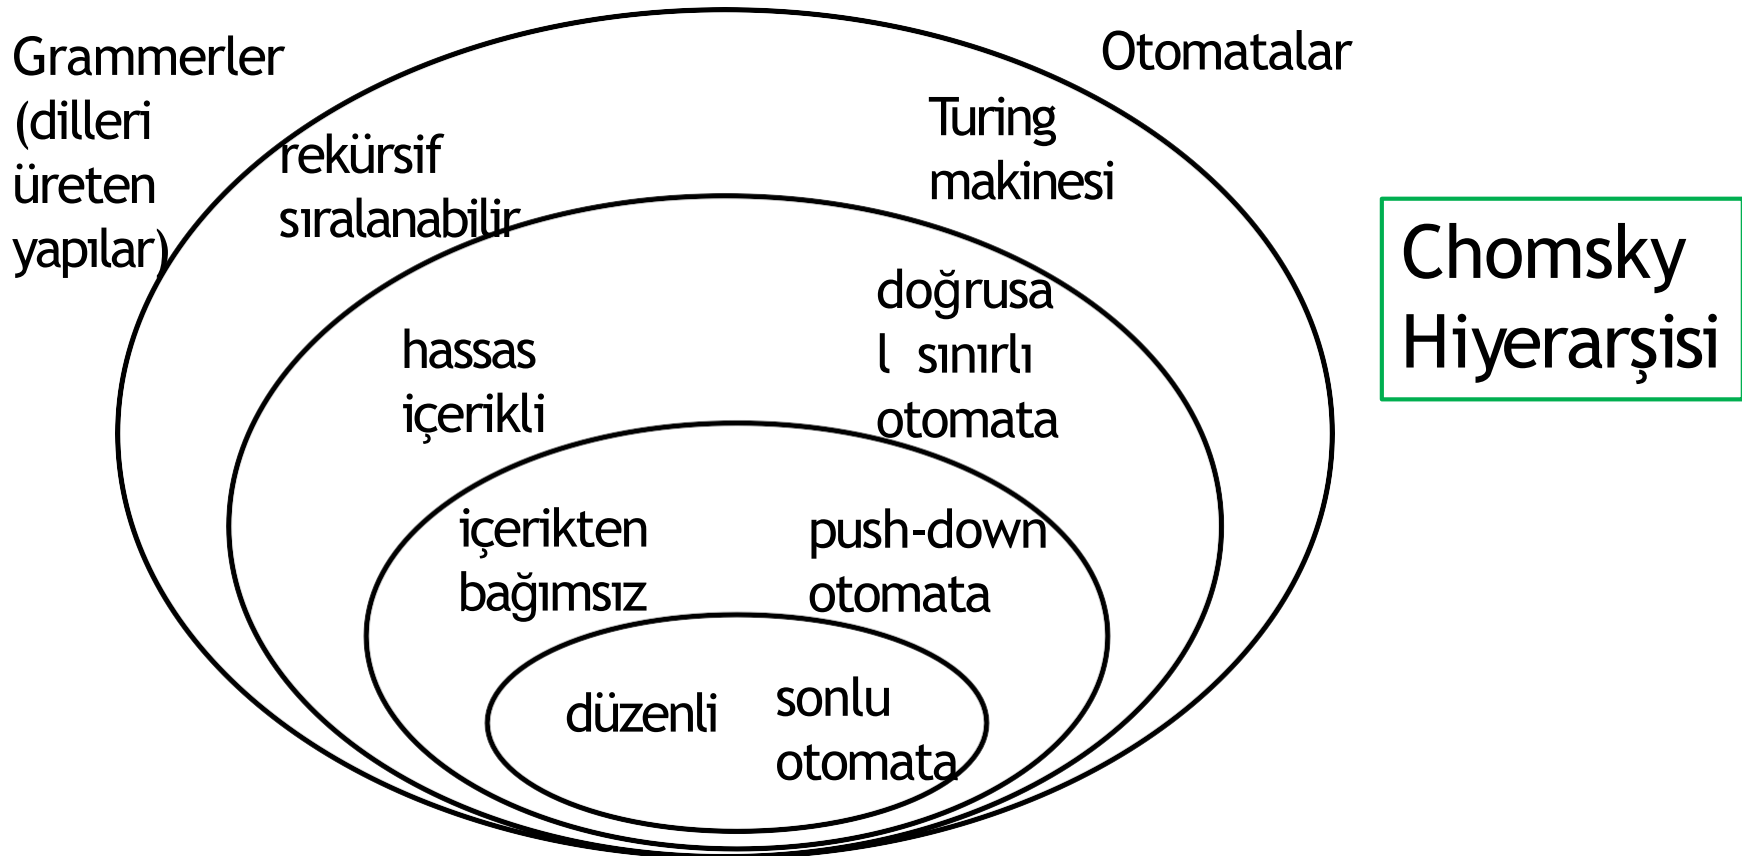 Grammerler
(dilleri
üreten
yapılar)
Otomatalar
rekürsif
sıralanabilir
Turing
makinesi
Chomsky
Hiyerarşisi
hassas
içerikli
doğrusa
l sınırlı
otomata
içerikten
bağımsız
push-down
otomata
düzenli
sonlu
otomata